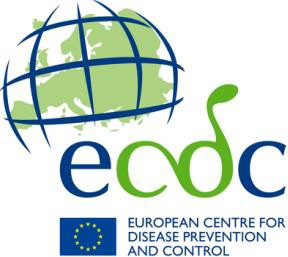 ecdc
EUROPEAN CENTRE FOR
DISEASE PREVENTION
AND CONTROL